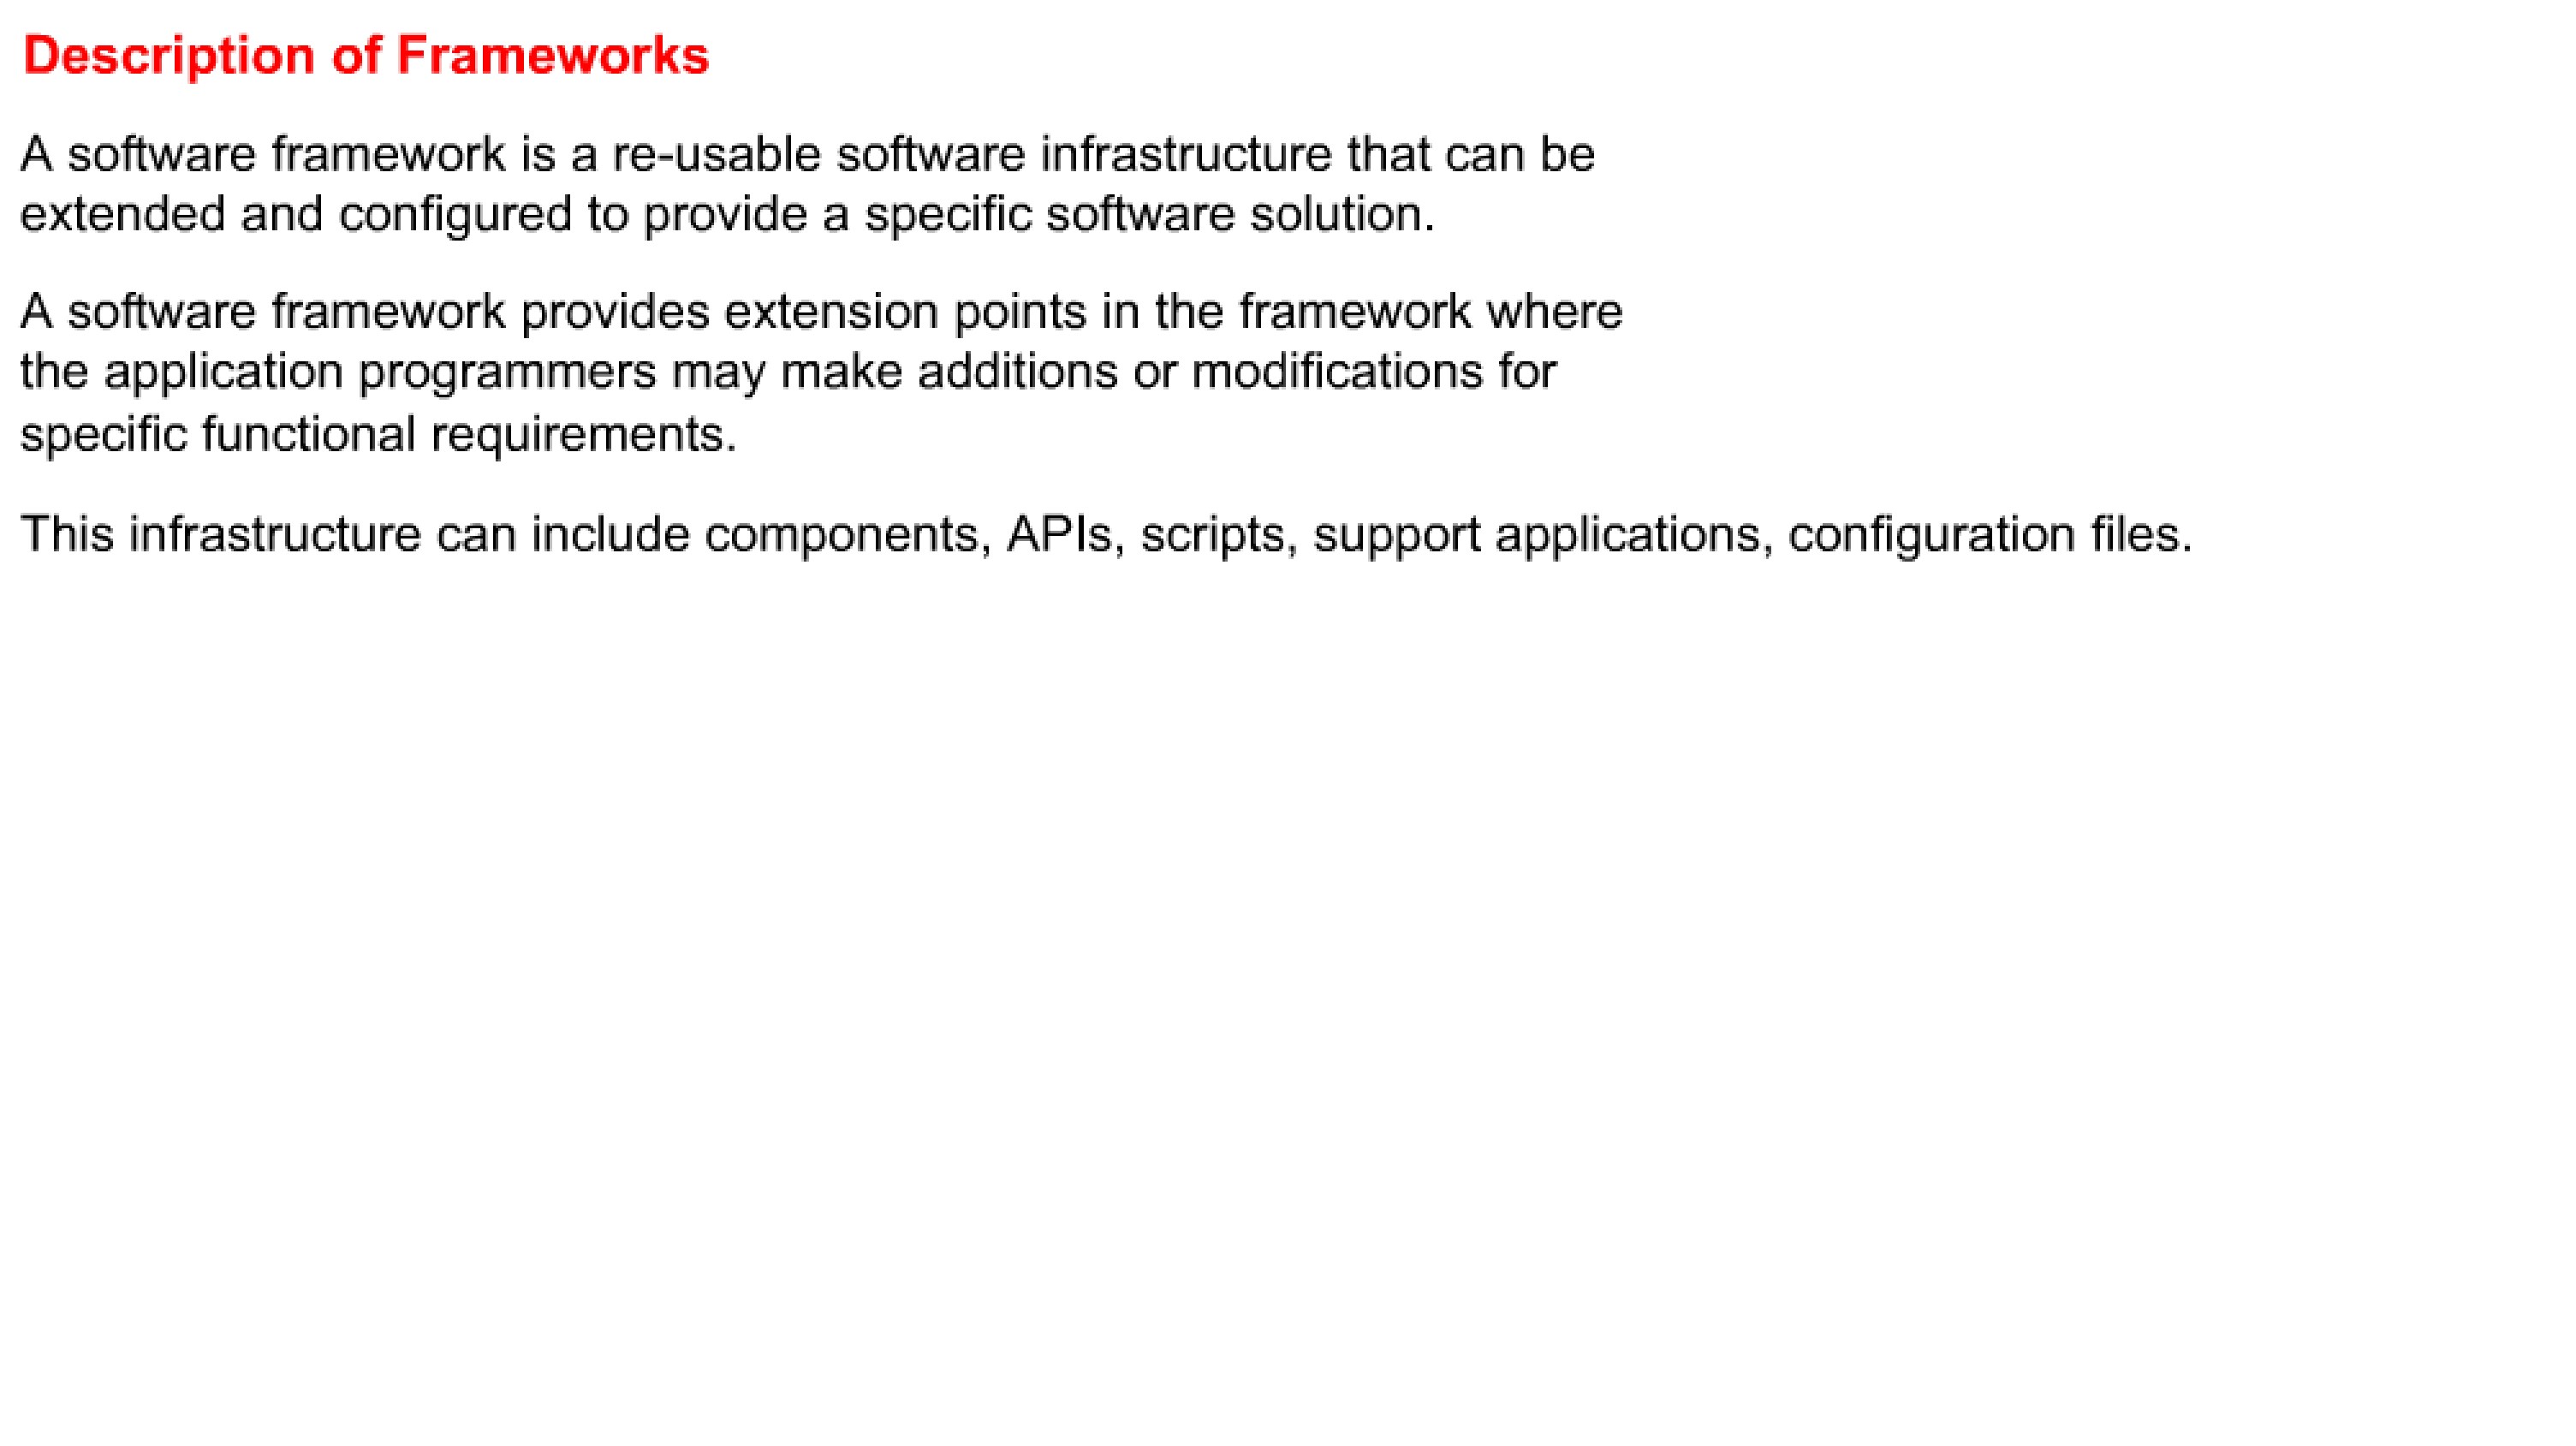 Description of Frameworks
A software framework is a re-usable software infrastructure that can be
extended and configured to provide a specific software solution.
A software framework provides extension points in the framework where
the application programmers may make additions or modifications for
specific functional requirements.
This infrastructure can include components, APIs, scripts, support applications, configuration files.